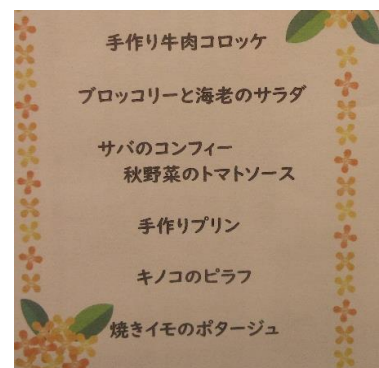 手作り牛肉コロッケ
ブロッコリーと海老のサラダ
サバのコンフィー
秋野菜のトマトソース
手作りプリン
キノコのピラフ
焼きイモのポタージュ